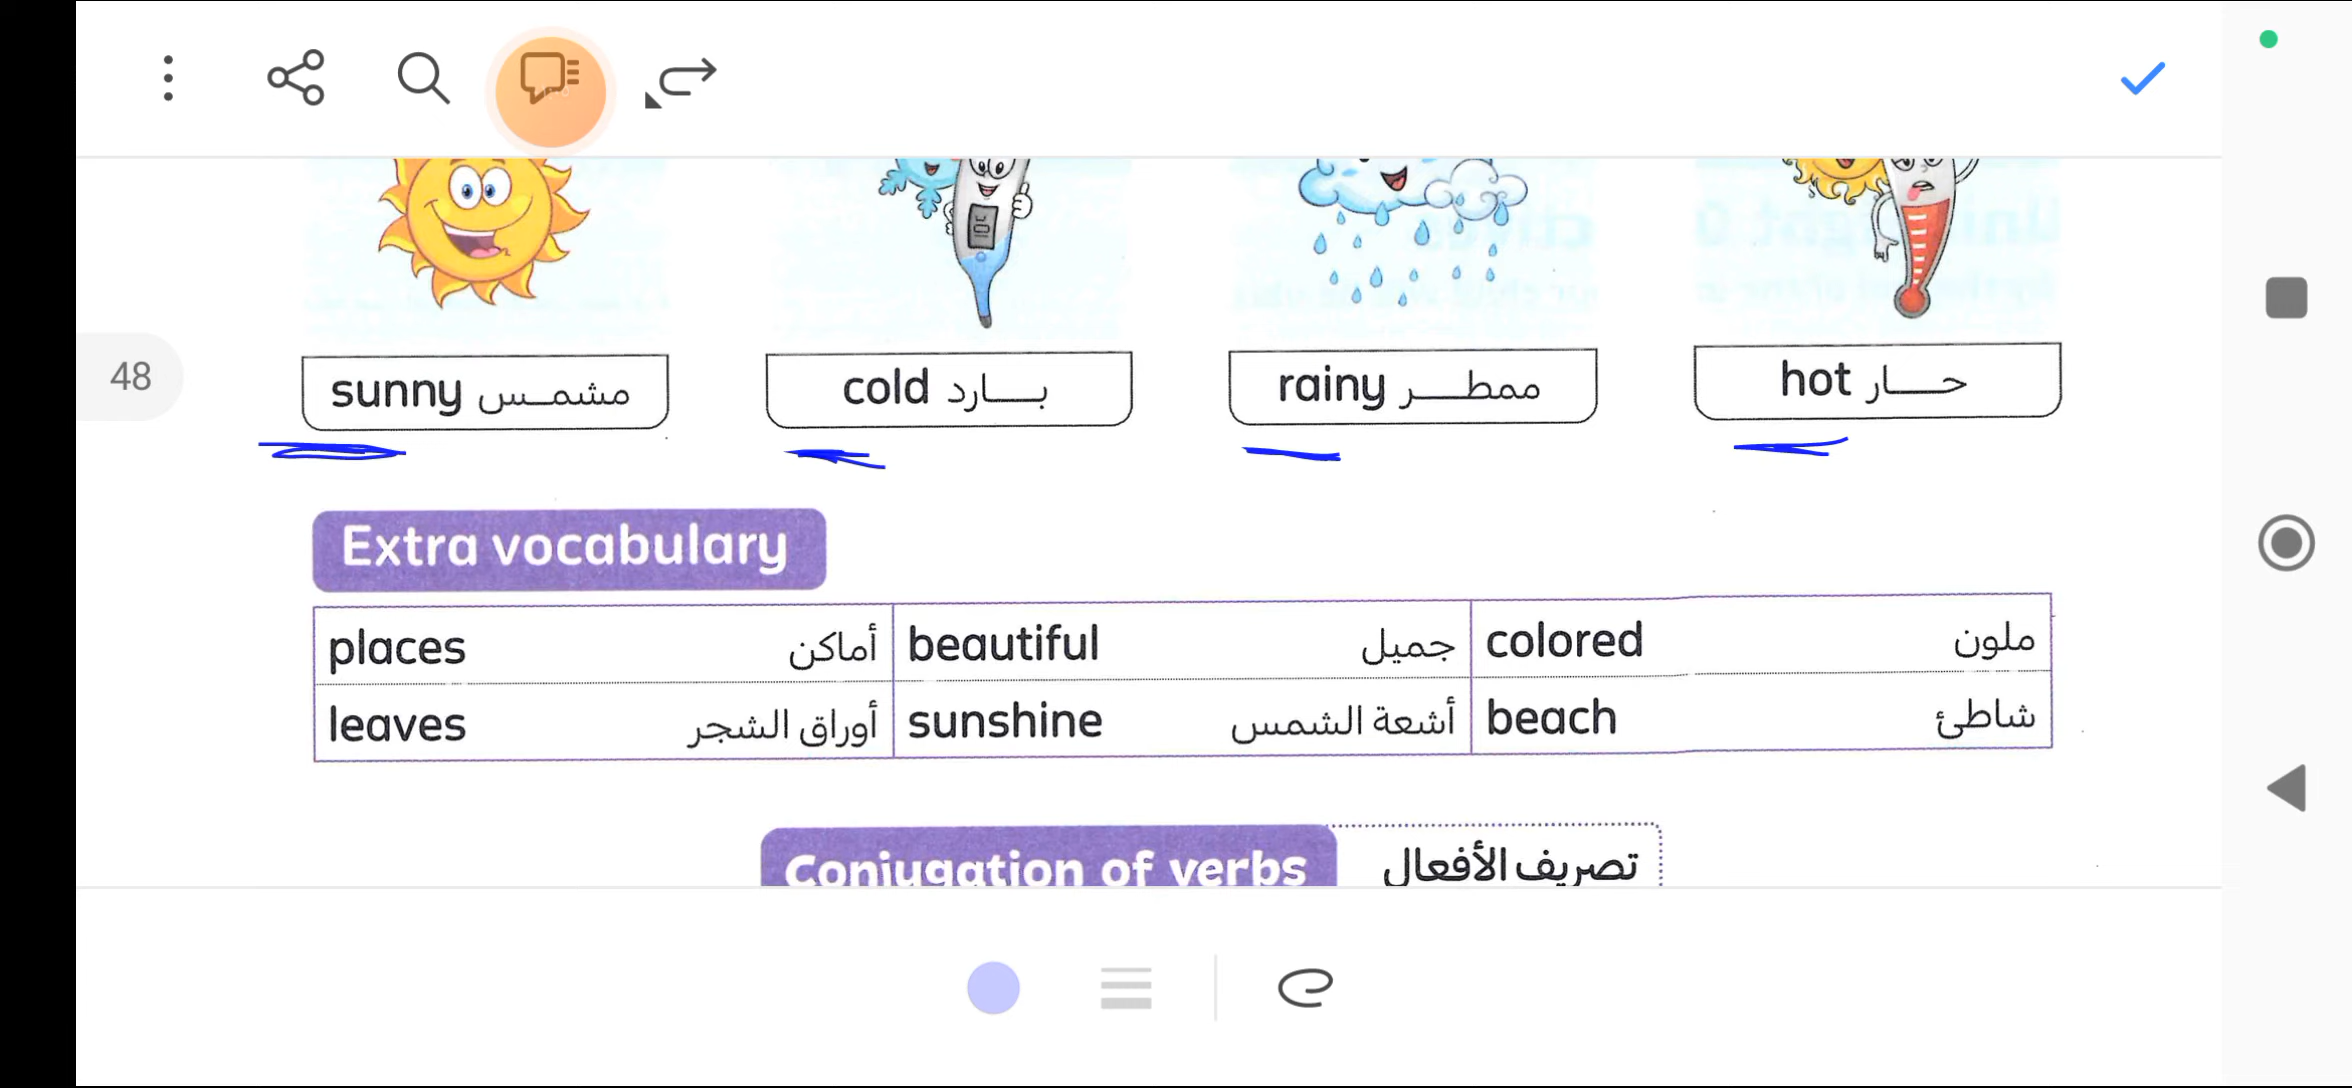 48
sunny مشمس
cold بارد
rainy ممطر
hot حار
Extra vocabulary
places أماكن beautiful جميل colored ملون
leaves أوراق الشجر sunshine أشعة الشمس beach شاطئ
Conjugation of verbs تصريف الأفعال